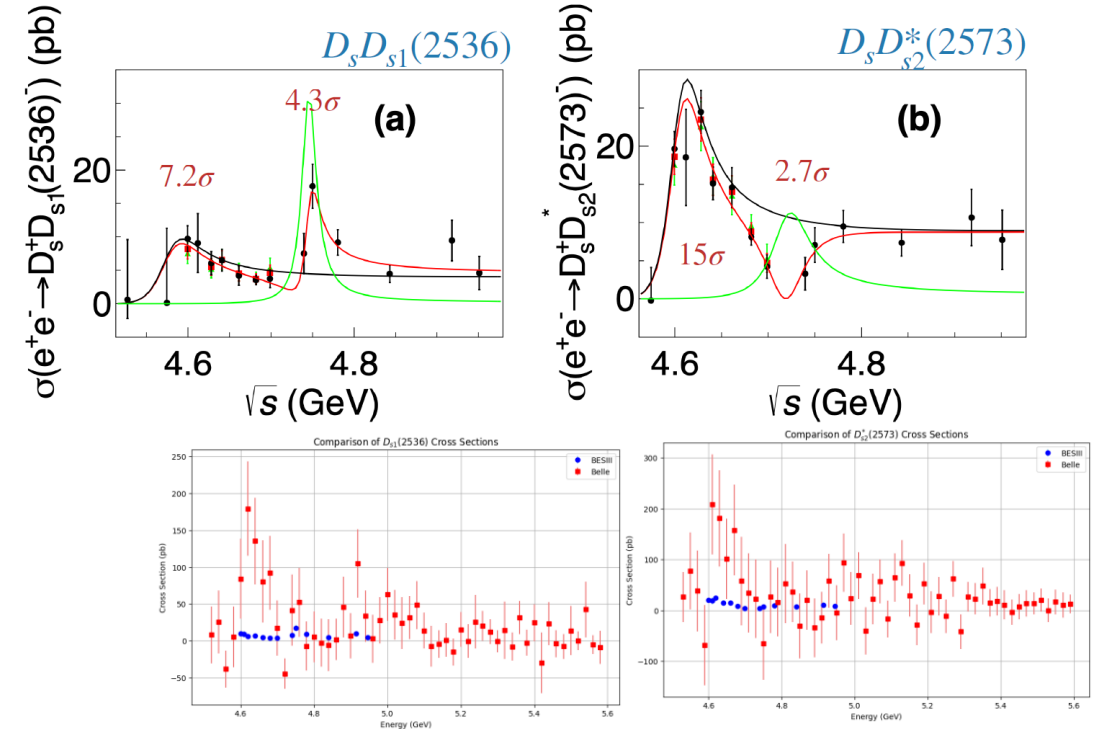 D_sD_{s1}(2536)
σ(e⁺e⁻→D_s⁺D_{s1}(2536)⁻) (pb)
(a)
4.3σ
7.2σ
20
0
4.6
4.8
√s (GeV)
D_sD*_{s2}(2573)
σ(e⁺e⁻→D_s⁺D*_{s2}(2573)⁻) (pb)
(b)
2.7σ
15σ
20
0
4.6
4.8
√s (GeV)
Comparison of D_{s1}(2536) Cross Sections
BESIII
Belle
Cross Section (pb)
250
200
150
100
50
0
−50
4.6
4.8
5.0
5.2
5.4
5.6
Energy (GeV)
Comparison of D*_{s2}(2573) Cross Sections
BESIII
Belle
Cross Section (pb)
300
200
100
0
−100
4.6
4.8
5.0
5.2
5.4
5.6
Energy (GeV)